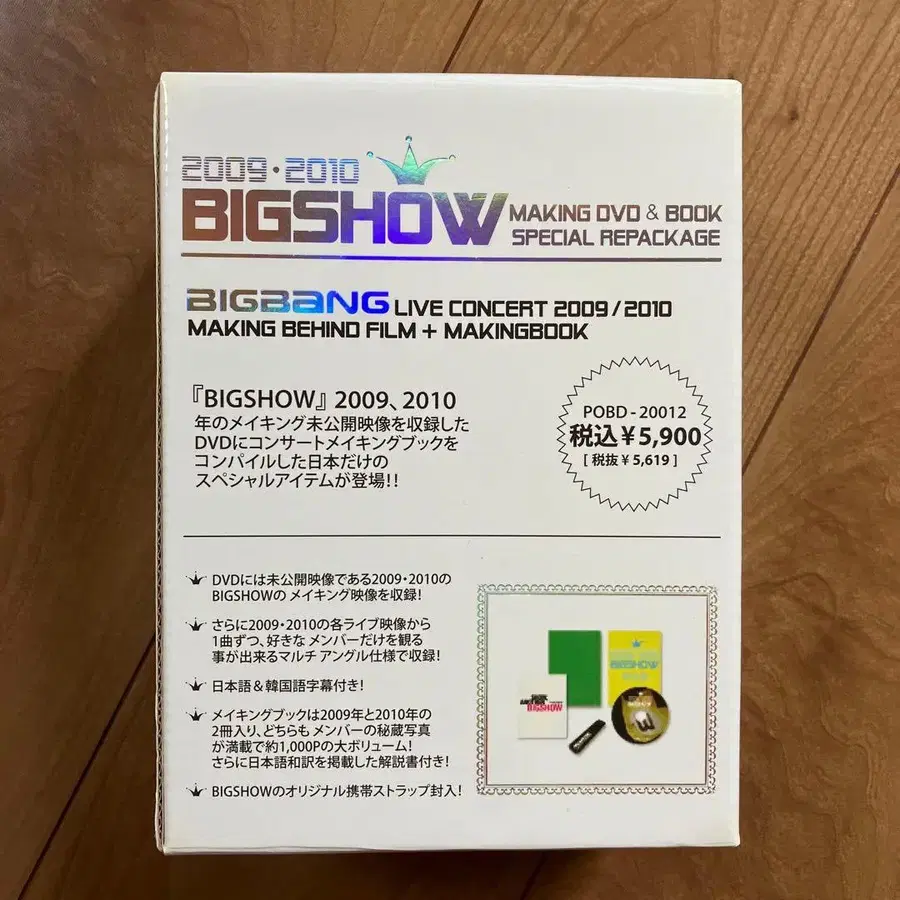 2009・2010
BIGSHOW MAKING DVD & BOOK
SPECIAL REPACKAGE
BIGBANG LIVE CONCERT 2009/2010
MAKING BEHIND FILM + MAKINGBOOK
『BIGSHOW』2009、2010
年のメイキング未公開映像を収録した
DVDにコンサートメイキングブックを
コンパイルした日本だけの
スペシャルアイテムが登場!!
POBD-20012
税込¥5,900
[税抜¥5,619]
DVDには未公開映像である2009・2010の
BIGSHOWの メイキング映像を収録!
さらに2009・2010の各ライブ映像から
1曲ずつ、好きな メンバーだけを観る
事が出来るマルチ アングル仕様で収録!
日本語&韓国語字幕付き!
メイキングブックは2009年と2010年の
2冊入り、どちらも メンバーの秘蔵写真
が満載で約1,000Pの大ボリューム!
さらに日本語和訳を掲載した解説書付き!
BIGSHOWのオリジナル携帯ストラップ封入!
BIGSHOW
BIGSHOW